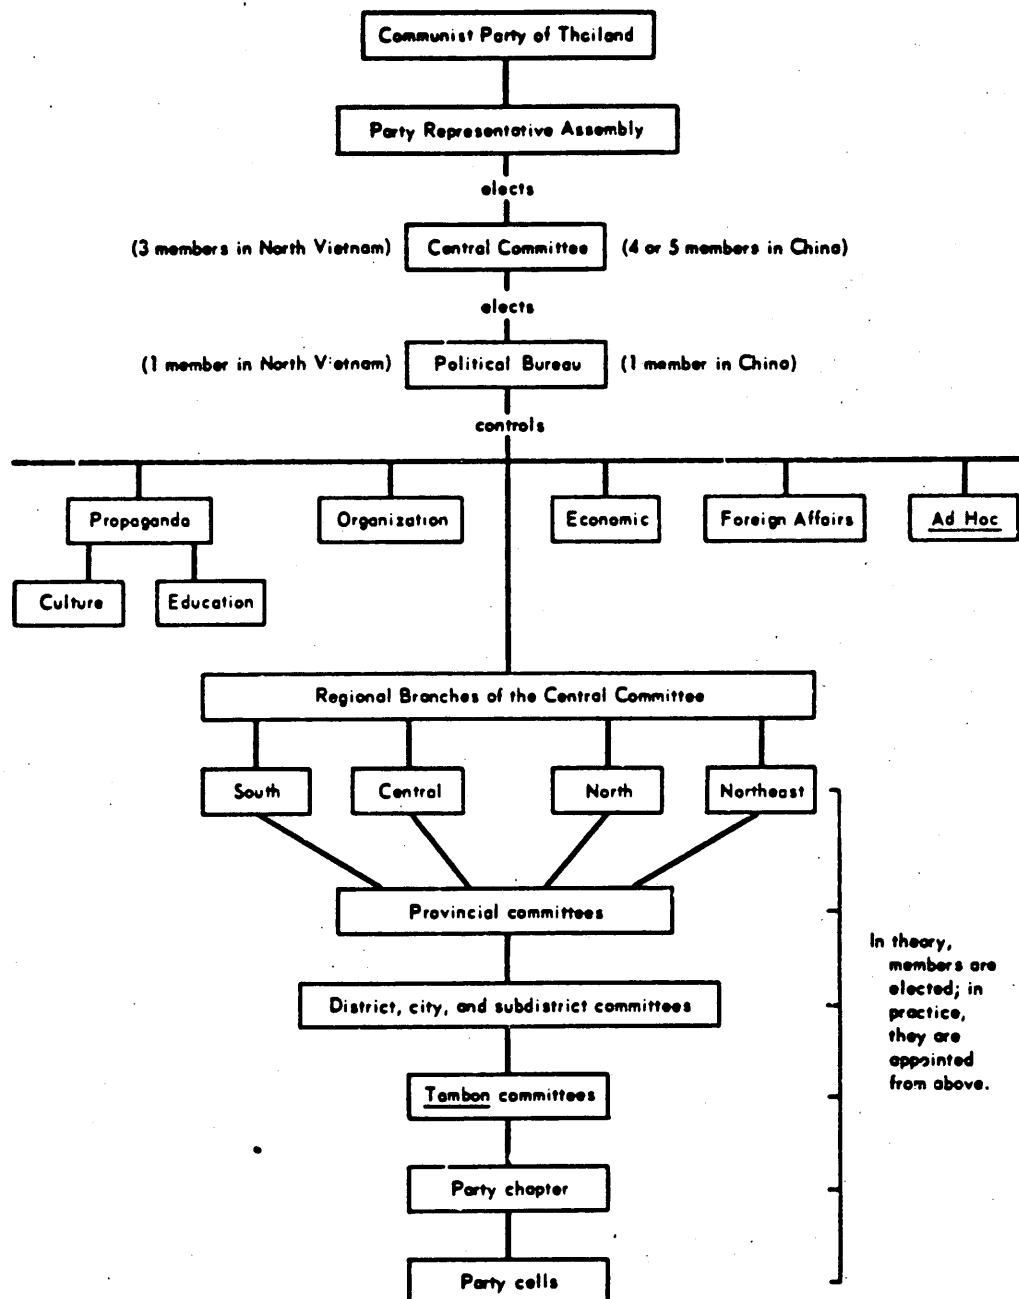 Communist Party of Thailand
Party Representative Assembly
elects
(3 members in North Vietnam) Central Committee (4 or 5 members in China)
elects
(1 member in North Vietnam) Political Bureau (1 member in China)
controls
Propaganda Organization Economic Foreign Affairs Ad Hoc
Culture Education
Regional Branches of the Central Committee
South Central North Northeast
Provincial committees
District, city, and subdistrict committees
Tambon committees
Party chapter
Party cells
In theory,
members are
elected; in
practice,
they are
appointed
from above.